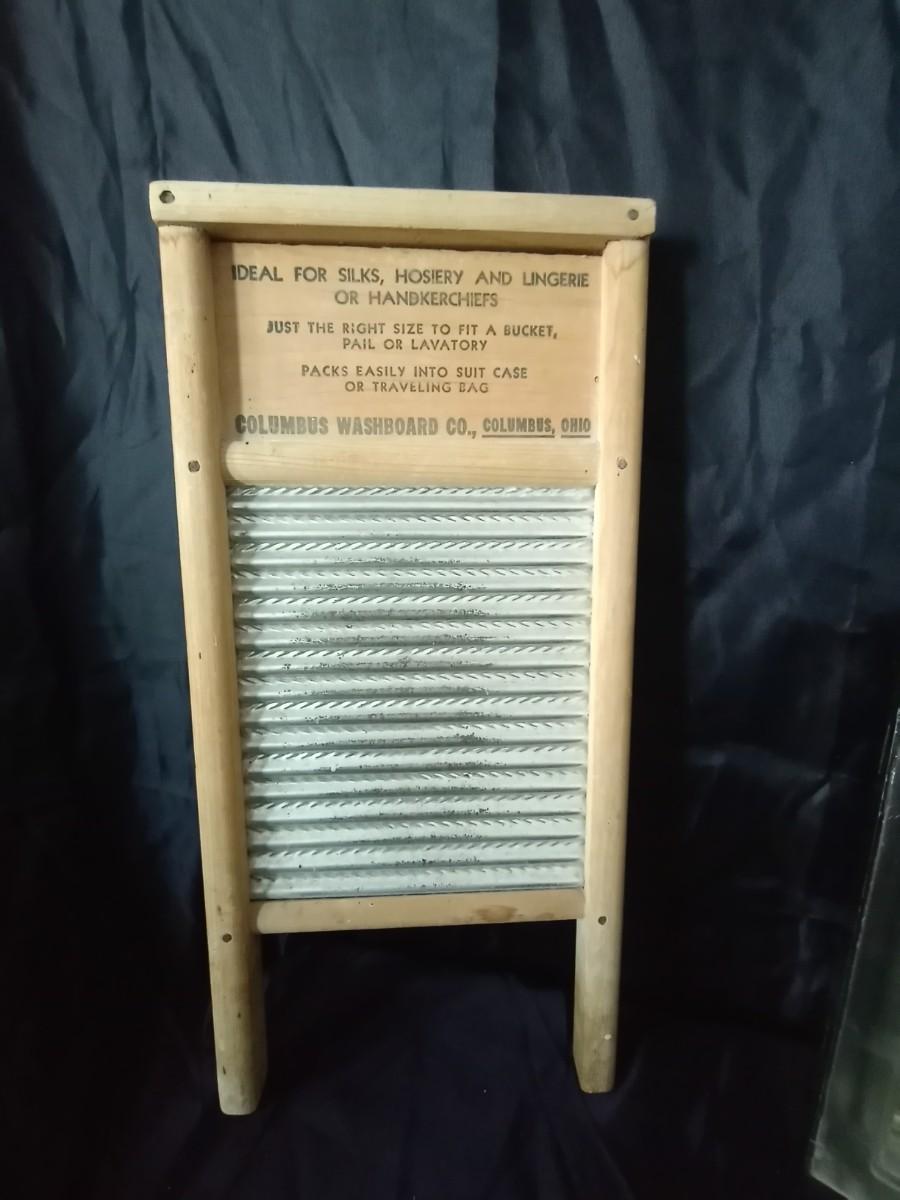 IDEAL FOR SILKS, HOSIERY AND LINGERIE
OR HANDKERCHIEFS
JUST THE RIGHT SIZE TO FIT A BUCKET,
PAIL OR LAVATORY
PACKS EASILY INTO SUIT CASE
OR TRAVELING BAG
COLUMBUS WASHBOARD CO., COLUMBUS, OHIO